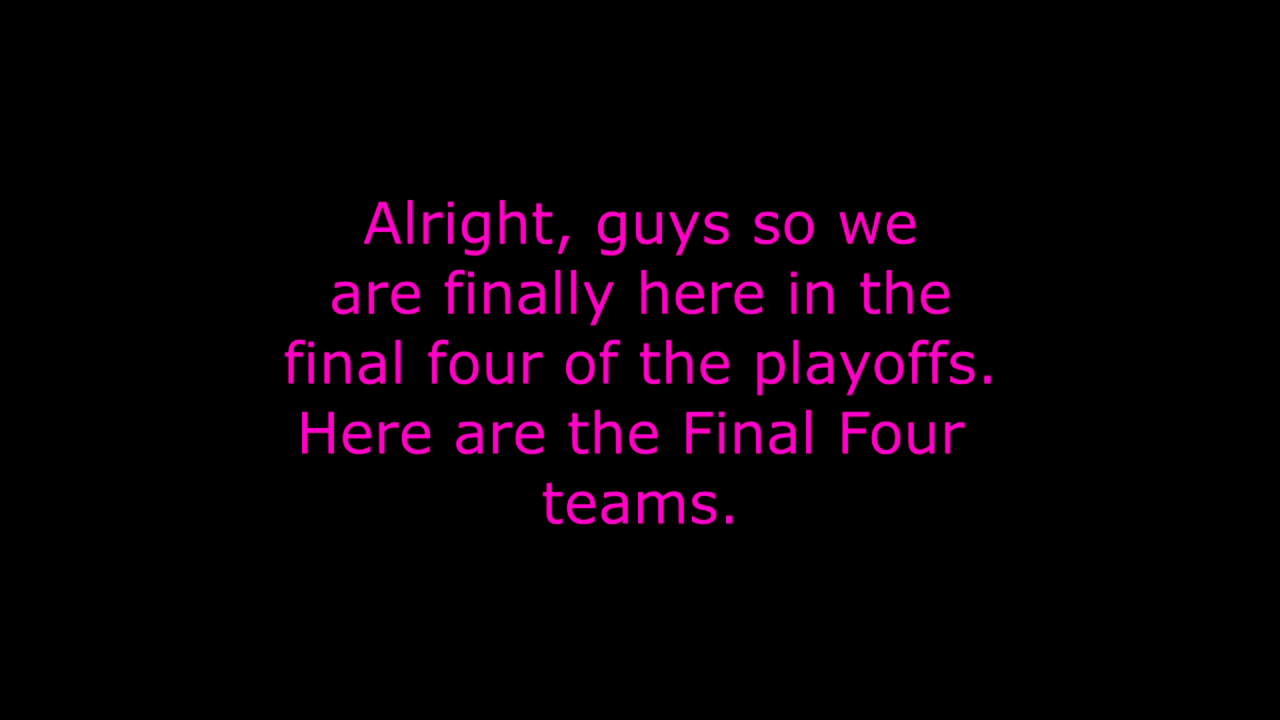 Alright, guys so we
are finally here in the
final four of the playoffs.
Here are the Final Four
teams.